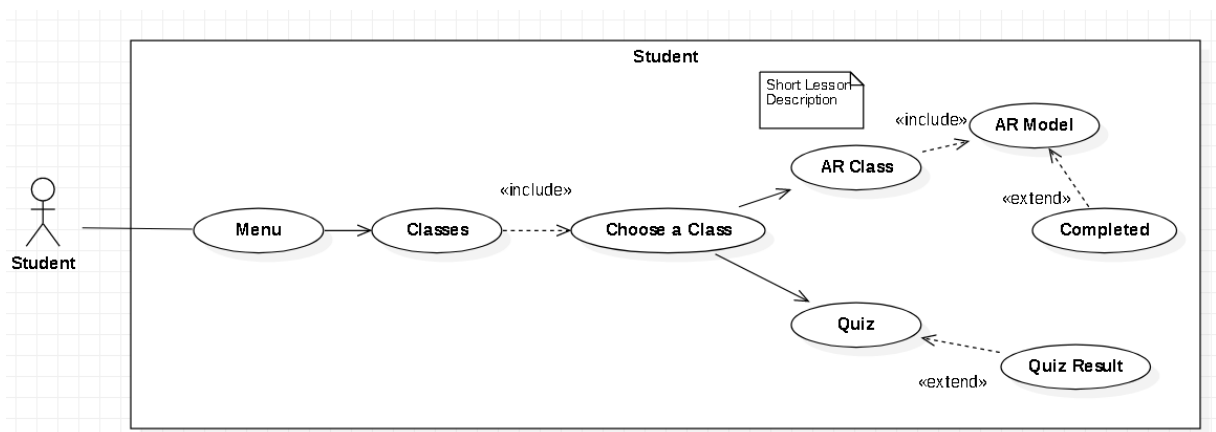 Student
Short Lesson
Description
«include»
AR Model
AR Class
«include»
«extend»
Menu
Classes
Choose a Class
Completed
Student
Quiz
Quiz Result
«extend»